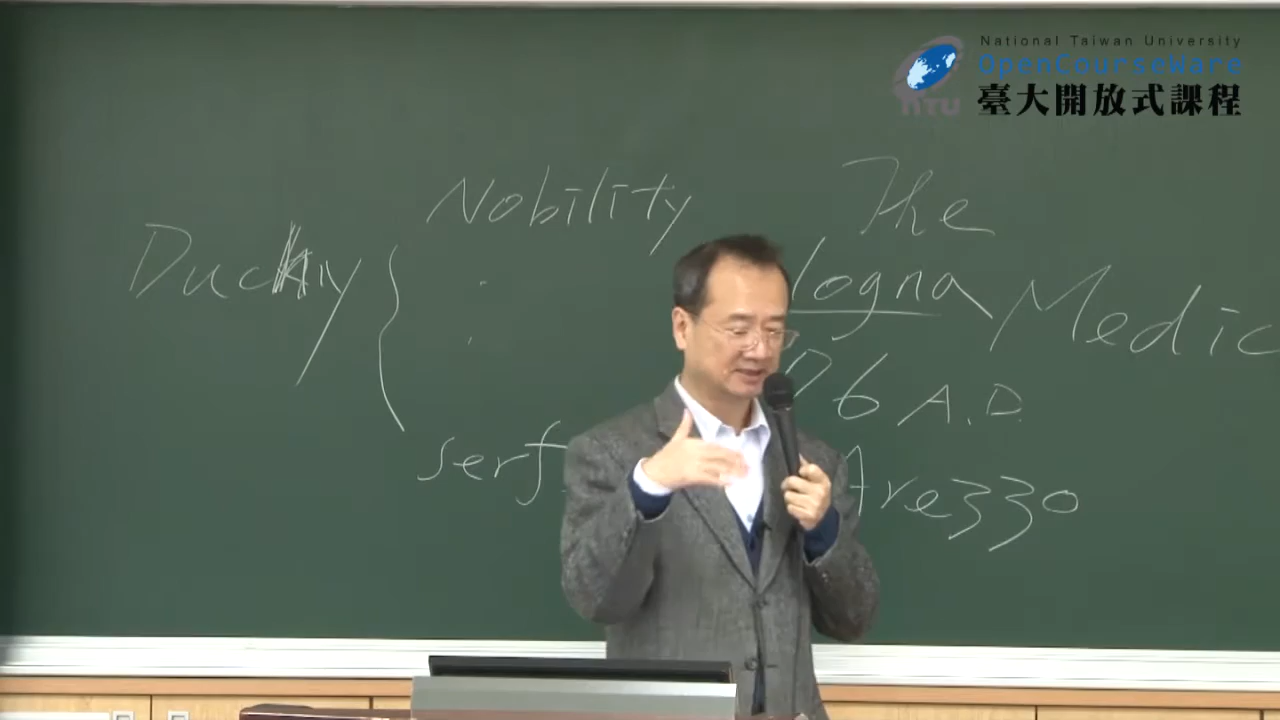 National Taiwan University
OpenCourseWare
臺大開放式課程
NTU
Nobility The
Duchy
logna Medic
76 A.D.
serf
Arezzo